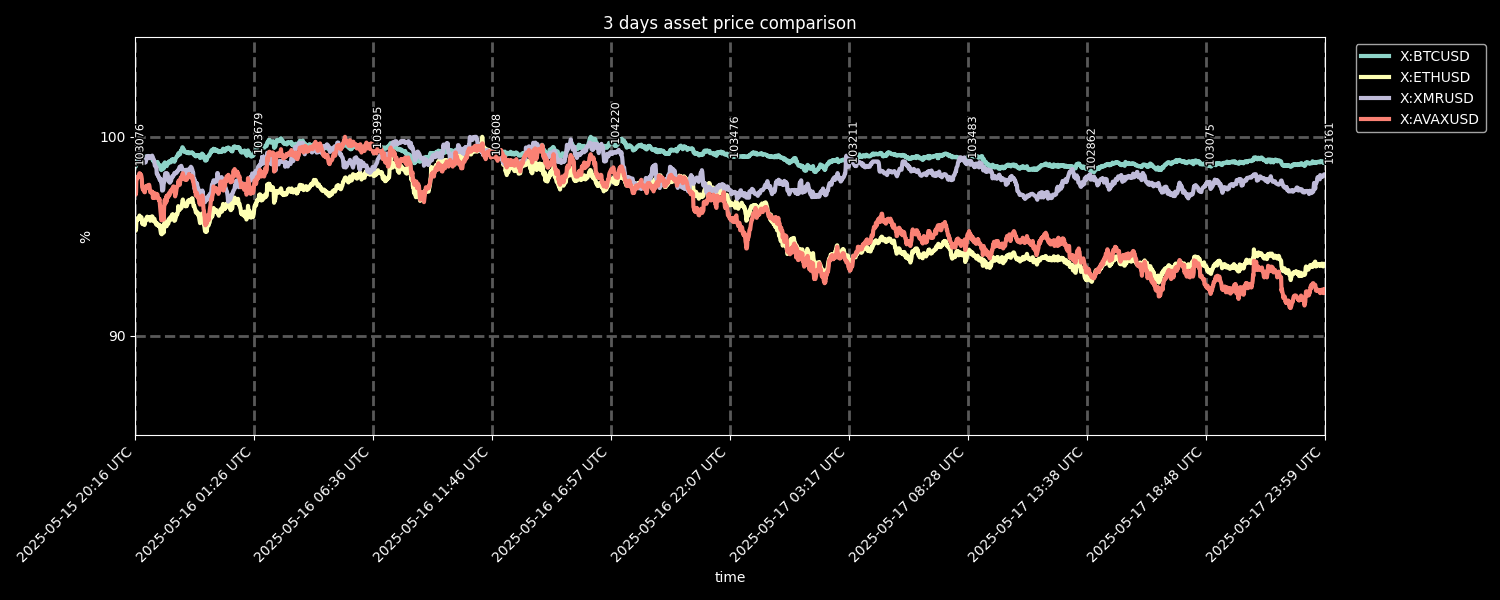 3 days asset price comparison
X:BTCUSD
X:ETHUSD
X:XMRUSD
X:AVAXUSD
100
90
%
103076
103679
103995
103608
104220
103476
103211
103483
102862
103075
103161
2025-05-15 20:16 UTC
2025-05-16 01:26 UTC
2025-05-16 06:36 UTC
2025-05-16 11:46 UTC
2025-05-16 16:57 UTC
2025-05-16 22:07 UTC
2025-05-17 03:17 UTC
2025-05-17 08:28 UTC
2025-05-17 13:38 UTC
2025-05-17 18:48 UTC
2025-05-17 23:59 UTC
time